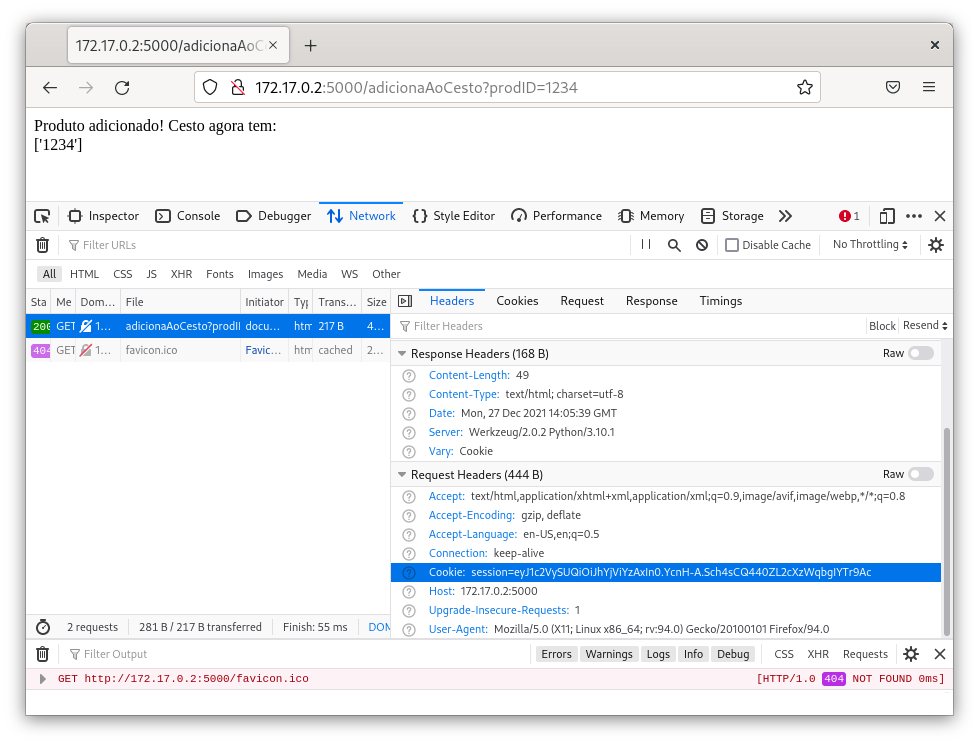 172.17.0.2:5000/adicionaAoC
172.17.0.2:5000/adicionaAoCesto?prodID=1234
Produto adicionado! Cesto agora tem:
['1234']
Inspector Console Debugger Network Style Editor Performance Memory Storage 1
Filter URLs Disable Cache No Throttling
All HTML CSS JS XHR Fonts Images Media WS Other
Sta Me Dom… File Initiator Typ Trans… Size Headers Cookies Request Response Timings
200 GET 1… adicionaAoCesto?prodI docu… htm 217 B 4… Filter Headers Block Resend
404 GET 1… favicon.ico Favic… htm cached 2…
Response Headers (168 B) Raw
Content-Length: 49
Content-Type: text/html; charset=utf-8
Date: Mon, 27 Dec 2021 14:05:39 GMT
Server: Werkzeug/2.0.2 Python/3.10.1
Vary: Cookie
Request Headers (444 B) Raw
Accept: text/html,application/xhtml+xml,application/xml;q=0.9,image/avif,image/webp,*/*;q=0.8
Accept-Encoding: gzip, deflate
Accept-Language: en-US,en;q=0.5
Connection: keep-alive
Cookie: session=eyJ1c2VySUQiOiJhYjViYzAxIn0.YcnH-A.Sch4sCQ440ZL2cXzWqbgIYTr9Ac
Host: 172.17.0.2:5000
Upgrade-Insecure-Requests: 1
User-Agent: Mozilla/5.0 (X11; Linux x86_64; rv:94.0) Gecko/20100101 Firefox/94.0
2 requests 281 B / 217 B transferred Finish: 55 ms DOM
Filter Output Errors Warnings Logs Info Debug CSS XHR Requests
GET http://172.17.0.2:5000/favicon.ico [HTTP/1.0 404 NOT FOUND 0ms]